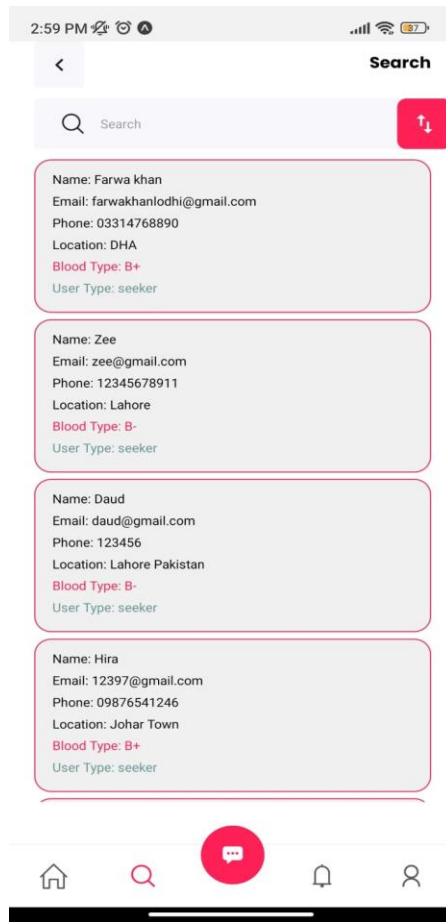 2:59 PM
37
Search
Search
Name: Farwa khan
Email: farwakhanlodhi@gmail.com
Phone: 03314768890
Location: DHA
Blood Type: B+
User Type: seeker
Name: Zee
Email: zee@gmail.com
Phone: 12345678911
Location: Lahore
Blood Type: B-
User Type: seeker
Name: Daud
Email: daud@gmail.com
Phone: 123456
Location: Lahore Pakistan
Blood Type: B-
User Type: seeker
Name: Hira
Email: 12397@gmail.com
Phone: 09876541246
Location: Johar Town
Blood Type: B+
User Type: seeker